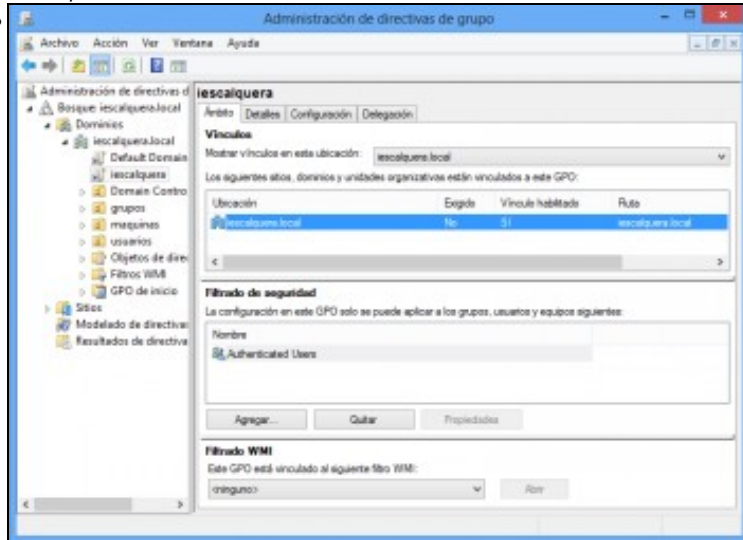 Administración de directivas de grupo
Archivo Acción Ver Ventana Ayuda
Administración de directivas d
Bosque: iescalquera.local
Dominios
iescalquera.local
Default Domain
iescalquera
Domain Contro
grupos
maquinas
usuarios
Objetos de direc
Filtros WMI
GPO de inicio
Sitios
Modelado de directivas
Resultados de directiva
iescalquera
Ámbito Detalles Configuración Delegación
Vínculos
Mostrar vínculos en esta ubicación: iescalquera.local
Los siguientes sitios, dominios y unidades organizativas están vinculados a este GPO:
Ubicación Exigido Vínculo habilitado Ruta
iescalquera.local No Sí iescalquera.local
Filtrado de seguridad
La configuración en este GPO solo se puede aplicar a los grupos, usuarios y equipos siguientes:
Nombre
Authenticated Users
Agregar... Quitar Propiedades
Filtrado WMI
Este GPO está vinculado al siguiente filtro WMI:
<ninguno> Abrir